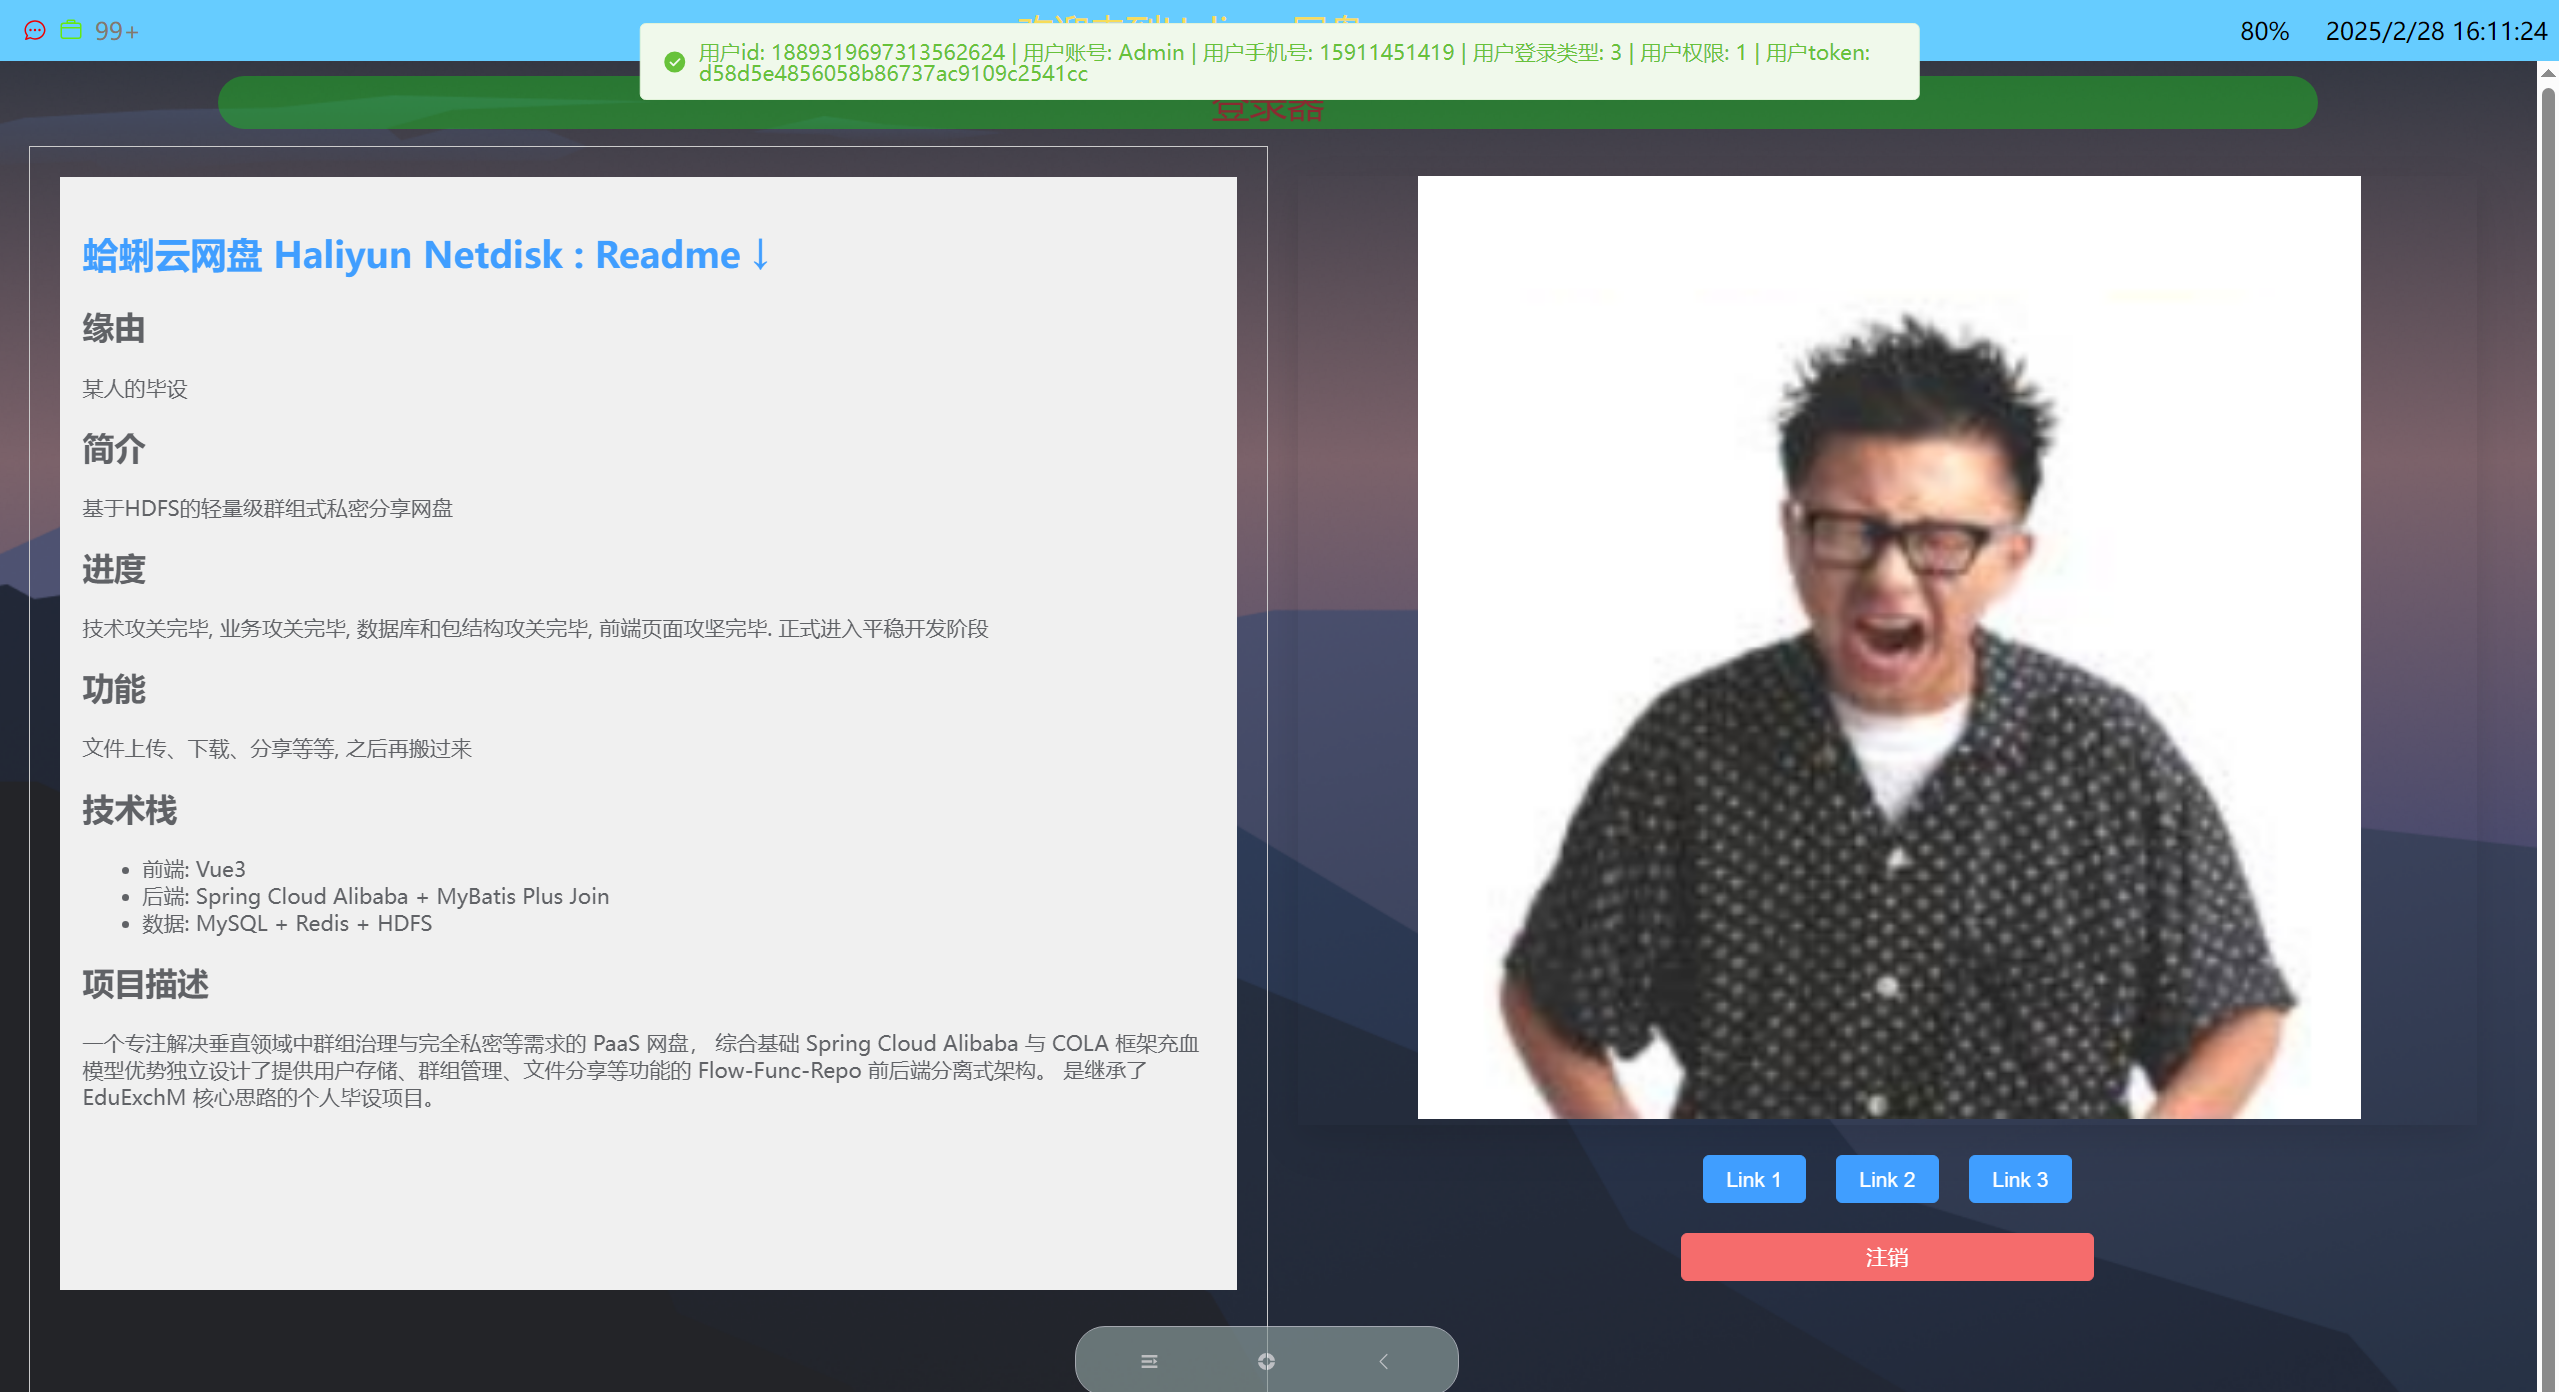 99+
80%
2025/2/28 16:11:24
用户id: 1889319697313562624 | 用户账号: Admin | 用户手机号: 15911451419 | 用户登录类型: 3 | 用户权限: 1 | 用户token:
d58d5e4856058b86737ac9109c2541cc
登录器
蛤蜊云网盘 Haliyun Netdisk : Readme↓
缘由
某人的毕设
简介
基于HDFS的轻量级群组式私密分享网盘
进度
技术攻关完毕, 业务攻关完毕, 数据库和包结构攻关完毕, 前端页面攻坚完毕. 正式进入平稳开发阶段
功能
文件上传、下载、分享等等, 之后再搬过来
技术栈
• 前端: Vue3
• 后端: Spring Cloud Alibaba + MyBatis Plus Join
• 数据: MySQL + Redis + HDFS
项目描述
一个专注解决垂直领域中群组治理与完全私密等需求的 PaaS 网盘， 综合基础 Spring Cloud Alibaba 与 COLA 框架充血
模型优势独立设计了提供用户存储、群组管理、文件分享等功能的 Flow-Func-Repo 前后端分离式架构。 是继承了
EduExchM 核心思路的个人毕设项目。
Link 1
Link 2
Link 3
注销